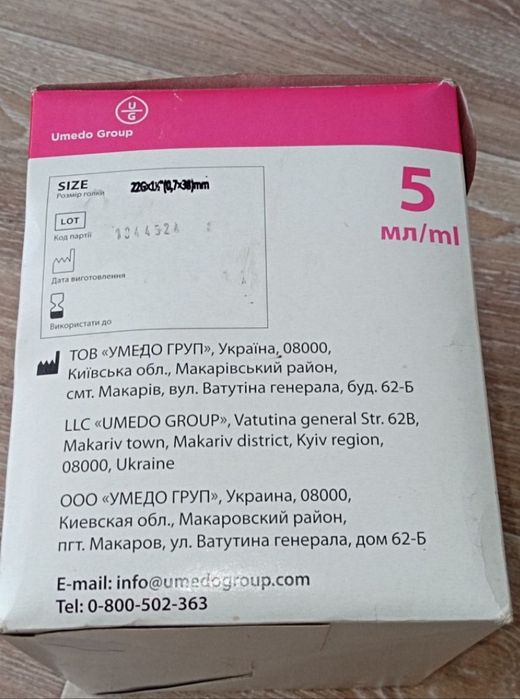 U
G
Umedo Group
SIZE
Розмір голки
22Gx1½"(0,7×38)mm
5
мл/ml
LOT
Код партії
Дата виготовлення
Використати до
ТОВ «УМЕДО ГРУП», Україна, 08000,
Київська обл., Макарівський район,
смт. Макарів, вул. Ватутіна генерала, буд. 62-Б
LLC «UMEDO GROUP», Vatutina general Str. 62B,
Makariv town, Makariv district, Kyiv region,
08000, Ukraine
ООО «УМЕДО ГРУП», Украина, 08000,
Киевская обл., Макаровский район,
пгт. Макаров, ул. Ватутина генерала, дом 62-Б
E-mail: info@umedogroup.com
Tel: 0-800-502-363